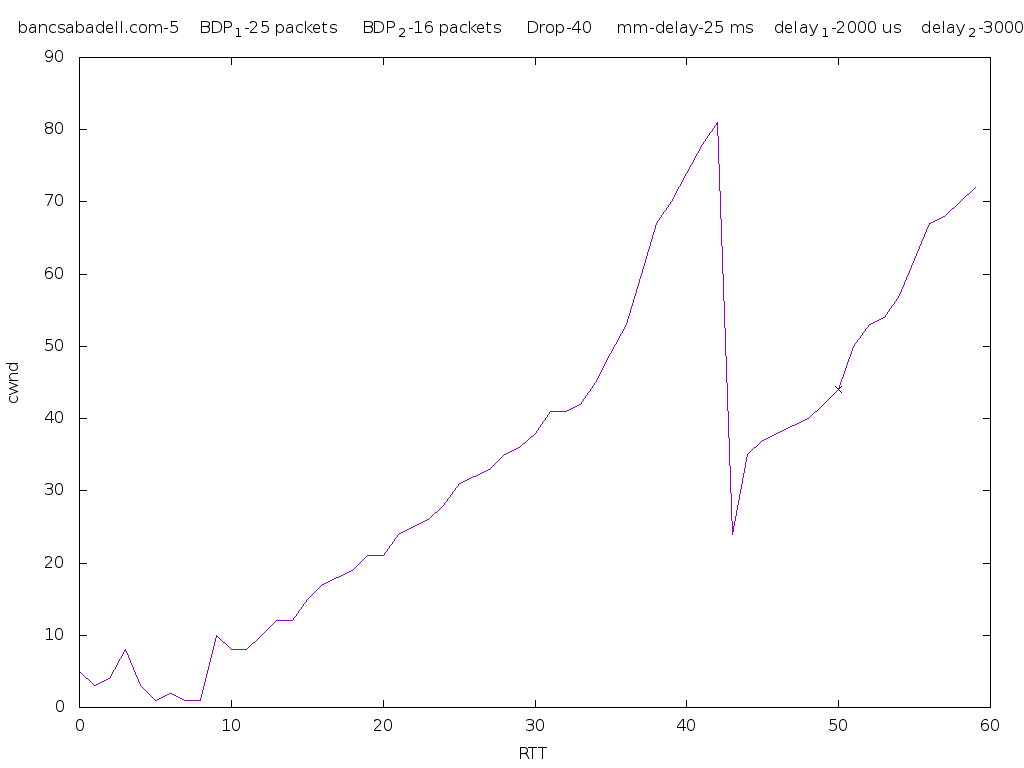 bancsabadell.com-5 BDP1-25 packets BDP2-16 packets Drop-40 mm-delay-25 ms delay1-2000 us delay2-3000
90
80
70
60
50
40
30
20
10
0
cwnd
0 10 20 30 40 50 60
RTT